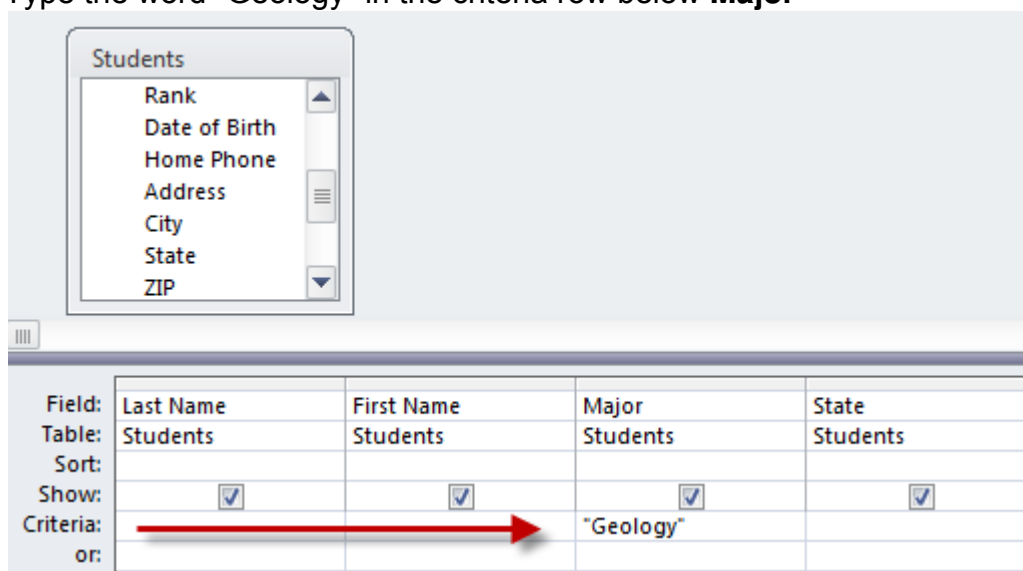 Type the word "Geology" in the criteria row below Major
Students
Rank
Date of Birth
Home Phone
Address
City
State
ZIP
Field: Last Name First Name Major State
Table: Students Students Students Students
Sort:
Show:
Criteria: "Geology"
or: